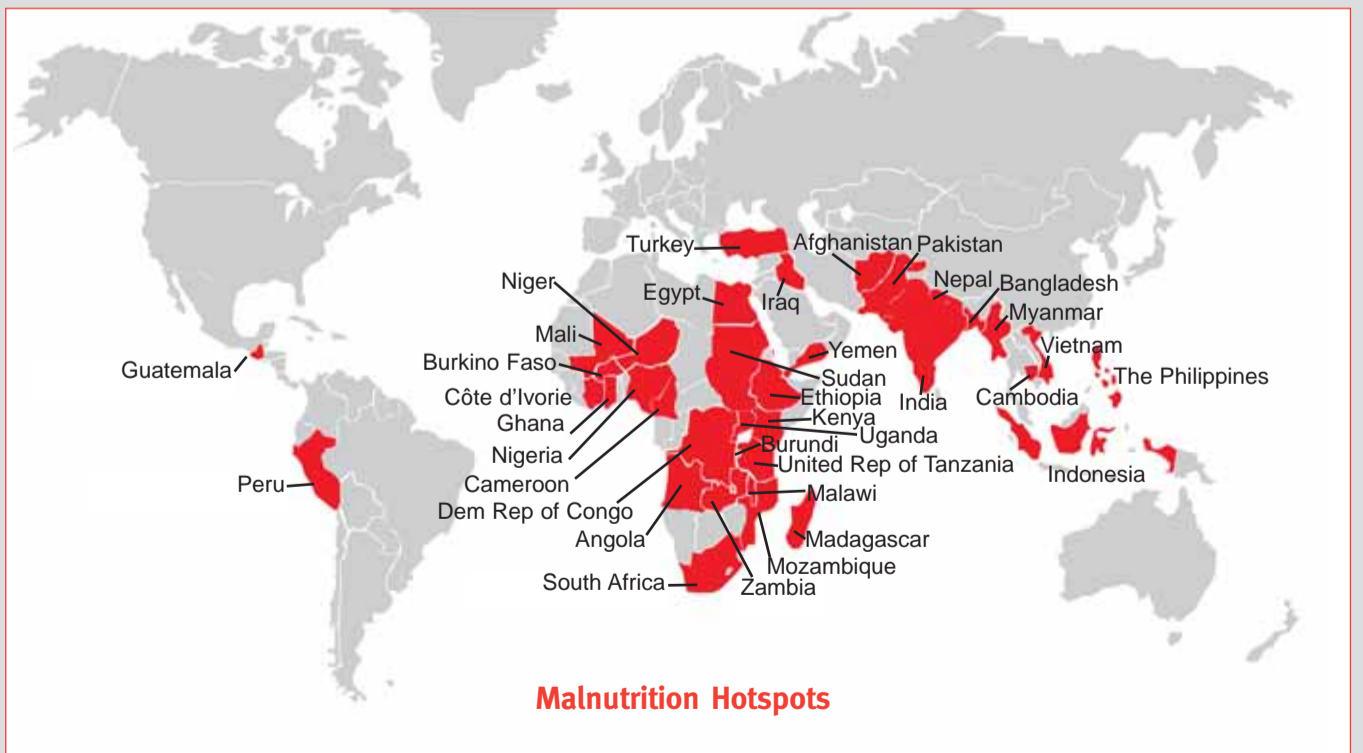 Turkey
Afghanistan
Pakistan
Niger
Egypt
Iraq
Nepal
Bangladesh
Myanmar
Mali
Vietnam
Burkino Faso
Yemen
Guatemala
Sudan
The Philippines
Côte d'Ivorie
Ethiopia
India
Cambodia
Ghana
Kenya
Uganda
Nigeria
Burundi
United Rep of Tanzania
Indonesia
Peru
Cameroon
Malawi
Dem Rep of Congo
Angola
Madagascar
Mozambique
South Africa
Zambia
Malnutrition Hotspots